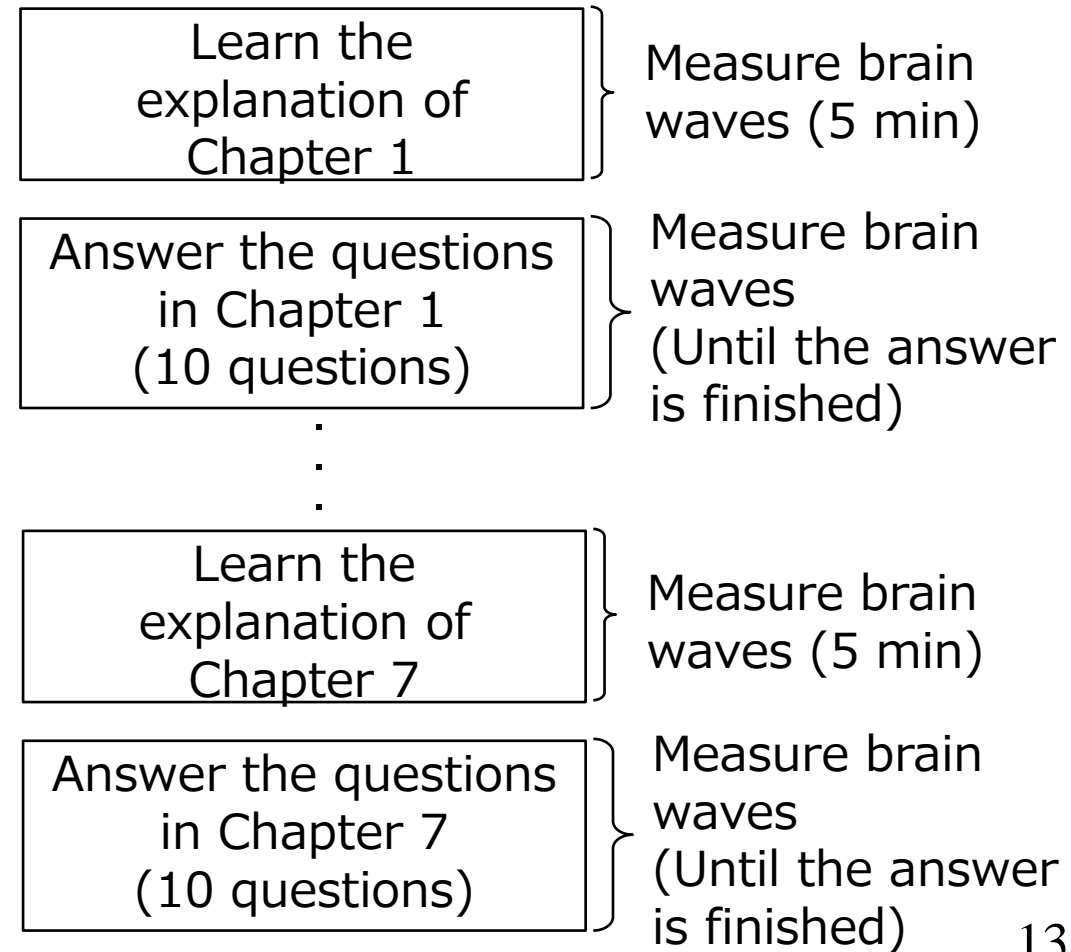 Learn the
explanation of
Chapter 1
Measure brain
waves (5 min)
Answer the questions
in Chapter 1
(10 questions)
Measure brain
waves
(Until the answer
is finished)
.
.
.
Learn the
explanation of
Chapter 7
Measure brain
waves (5 min)
Answer the questions
in Chapter 7
(10 questions)
Measure brain
waves
(Until the answer
is finished)
13